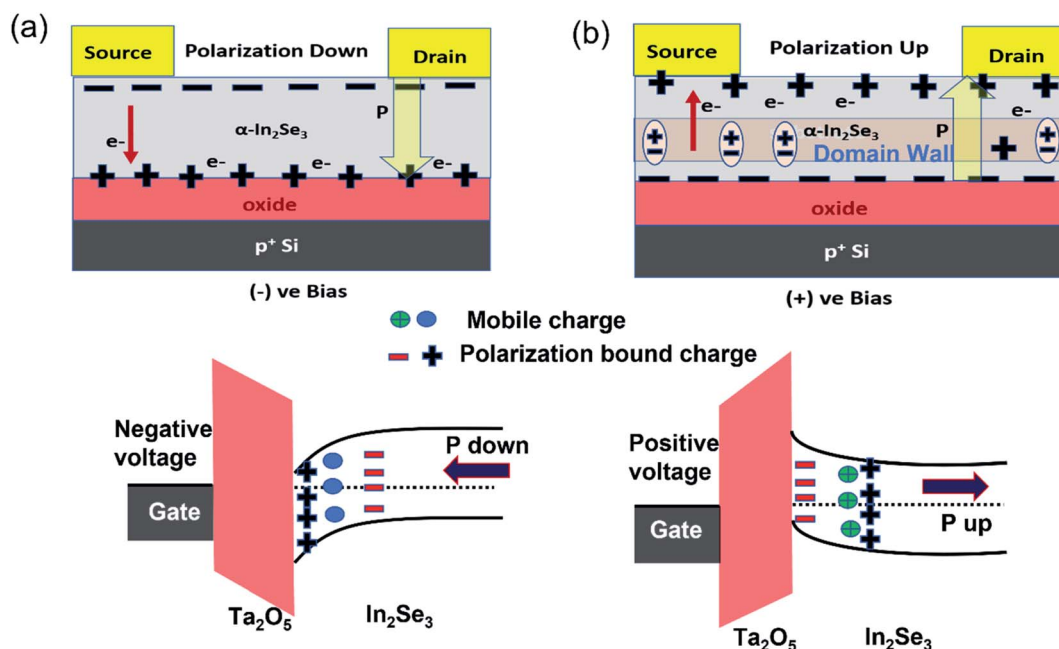 (a)
Source
Polarization Down
Drain
P
e-
α-In₂Se₃
e- e- e-
oxide
p⁺ Si
(-) ve Bias
(b)
Source
Polarization Up
Drain
e- e- e- e- e-
α-In₂Se₃
P
Domain Wall
oxide
p⁺ Si
(+) ve Bias
Mobile charge
Polarization bound charge
Negative
voltage
P down
Gate
Ta₂O₅
In₂Se₃
Positive
voltage
Gate
P up
Ta₂O₅
In₂Se₃